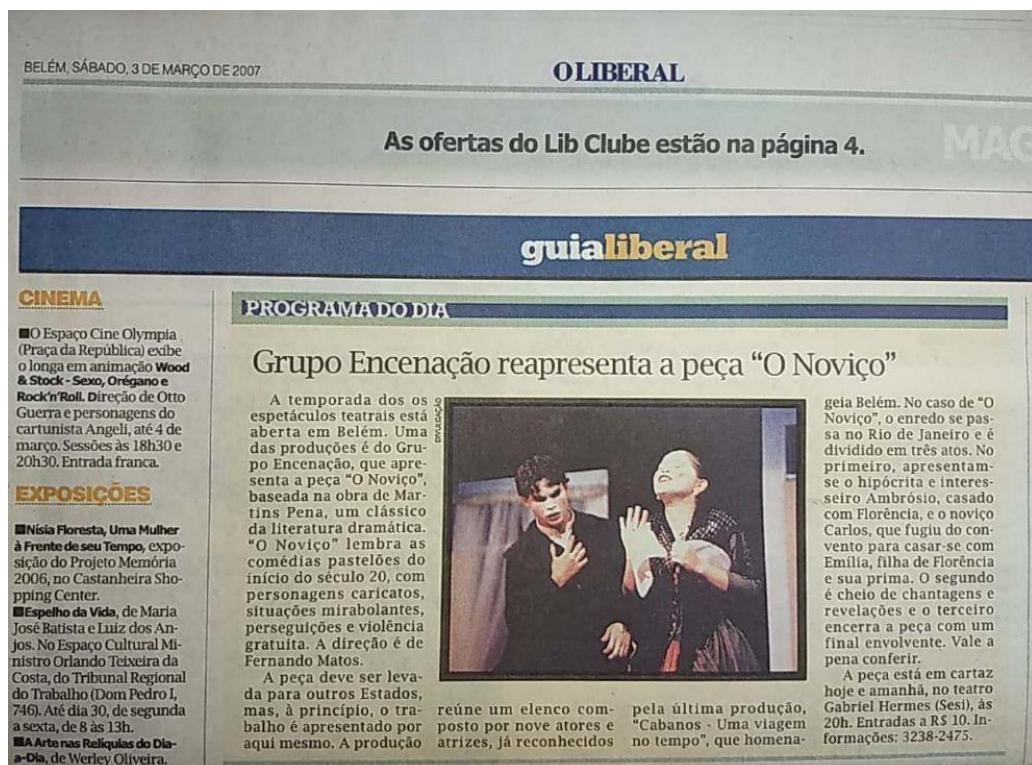 BELÉM, SÁBADO, 3 DE MARÇO DE 2007
O LIBERAL
As ofertas do Lib Clube estão na página 4.
MAG
guialiberal
CINEMA
■O Espaço Cine Olympia
(Praça da República) exibe
o longa em animação Wood
& Stock - Sexo, Orégano e
Rock'n'Roll. Direção de Otto
Guerra e personagens do
cartunista Angeli, até 4 de
março. Sessões às 18h30 e
20h30. Entrada franca.
EXPOSIÇÕES
■Nísia Floresta, Uma Mulher
à Frente de seu Tempo, expo-
sição do Projeto Memória
2006, no Castanheira Sho-
pping Center.
■Espelho da Vida, de Maria
José Batista e Luiz dos An-
jos. No Espaço Cultural Mi-
nistro Orlando Teixeira da
Costa, do Tribunal Regional
do Trabalho (Dom Pedro I,
746). Até dia 30, de segunda
a sexta, de 8 às 13h.
■A Arte nas Relíquias do Dia-
a-Dia, de Werley Oliveira.
PROGRAMA DO DIA
Grupo Encenação reapresenta a peça “O Noviço”
A temporada dos os
espetáculos teatrais está
aberta em Belém. Uma
das produções é do Gru-
po Encenação, que apre-
senta a peça “O Noviço”,
baseada na obra de Mar-
tins Pena, um clássico
da literatura dramática.
“O Noviço” lembra as
comédias pastelões do
início do século 20, com
personagens caricatos,
situações mirabolantes,
perseguições e violência
gratuita. A direção é de
Fernando Matos.
A peça deve ser leva-
da para outros Estados,
mas, à princípio, o tra-
balho é apresentado por
aqui mesmo. A produção
DIVULGAÇÃO
reúne um elenco com-
posto por nove atores e
atrizes, já reconhecidos
pela última produção,
“Cabanos - Uma viagem
no tempo”, que homena-
geia Belém. No caso de “O
Noviço”, o enredo se pas-
sa no Rio de Janeiro e é
dividido em três atos. No
primeiro, apresentam-
se o hipócrita e interes-
seiro Ambrósio, casado
com Florência, e o noviço
Carlos, que fugiu do con-
vento para casar-se com
Emília, filha de Florência
e sua prima. O segundo
é cheio de chantagens e
revelações e o terceiro
encerra a peça com um
final envolvente. Vale a
pena conferir.
A peça está em cartaz
hoje e amanhã, no teatro
Gabriel Hermes (Sesi), às
20h. Entradas a R$ 10. In-
formações: 3238-2475.